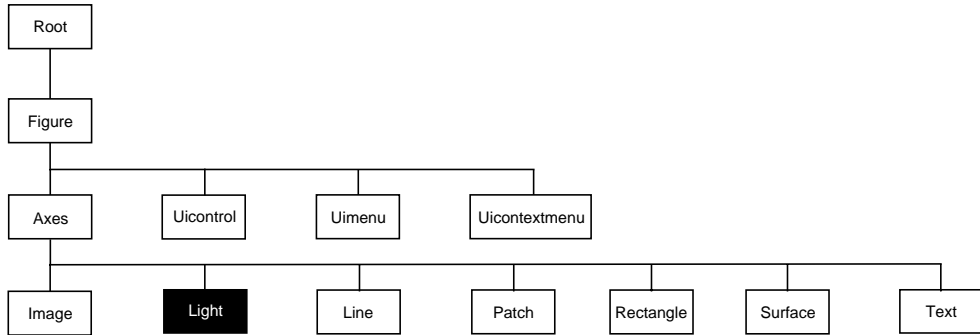 Root
Figure
Axes
Uicontrol
Uimenu
Uicontextmenu
Image
Light
Line
Patch
Rectangle
Surface
Text